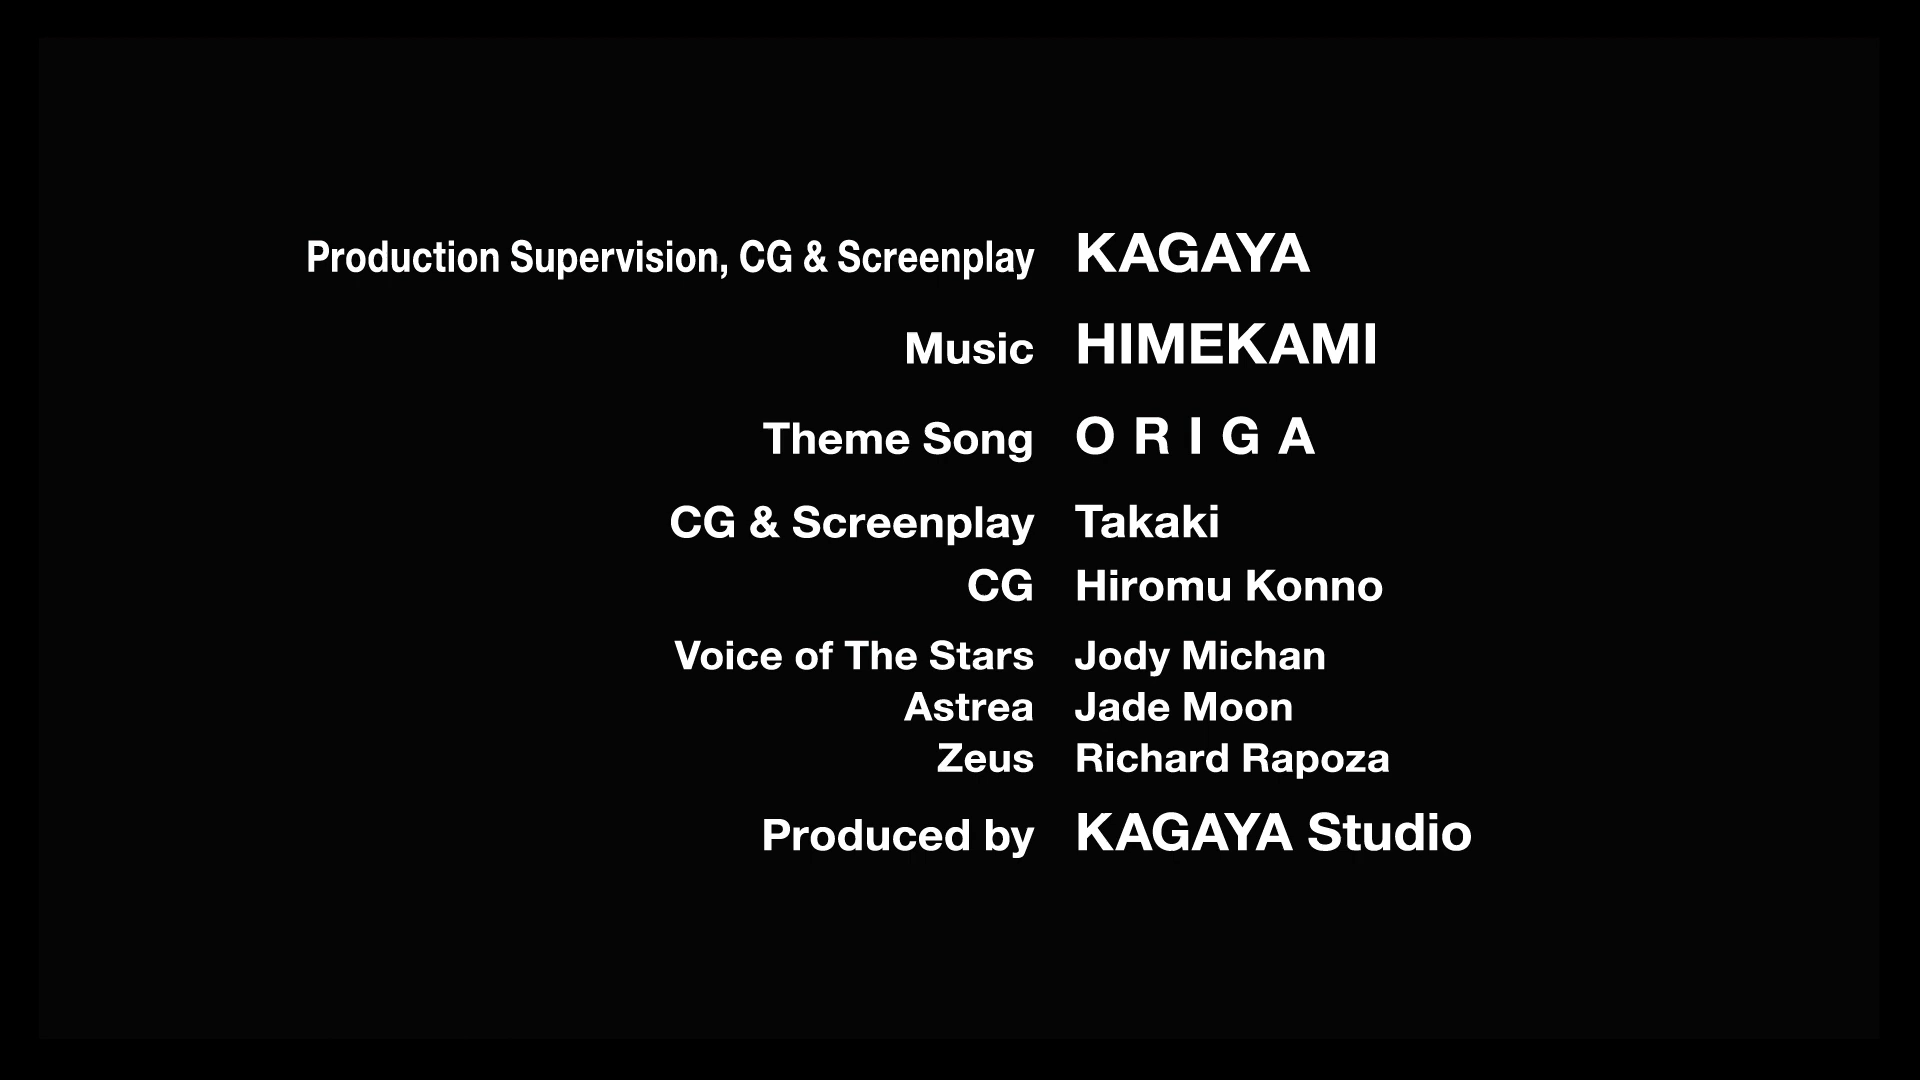 Production Supervision, CG & Screenplay KAGAYA
Music HIMEKAMI
Theme Song O R I G A
CG & Screenplay Takaki
CG Hiromu Konno
Voice of The Stars Jody Michan
Astrea Jade Moon
Zeus Richard Rapoza
Produced by KAGAYA Studio